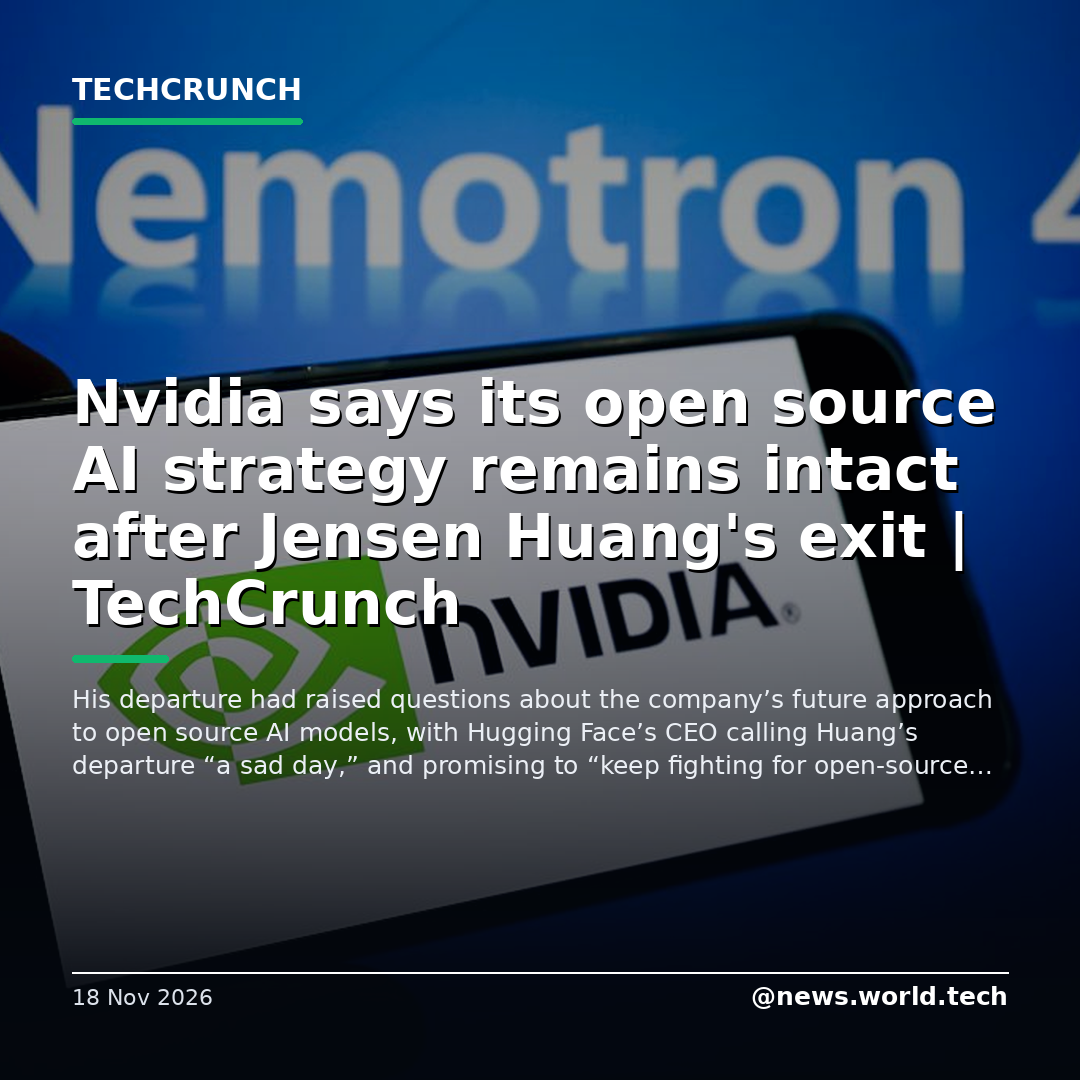 TECHCRUNCH
Nemotron 4
Nvidia says its open source
AI strategy remains intact
after Jensen Huang's exit |
TechCrunch
nVIDIA®
His departure had raised questions about the company’s future approach
to open source AI models, with Hugging Face’s CEO calling Huang’s
departure “a sad day,” and promising to “keep fighting for open-source…
18 Nov 2026
@news.world.tech